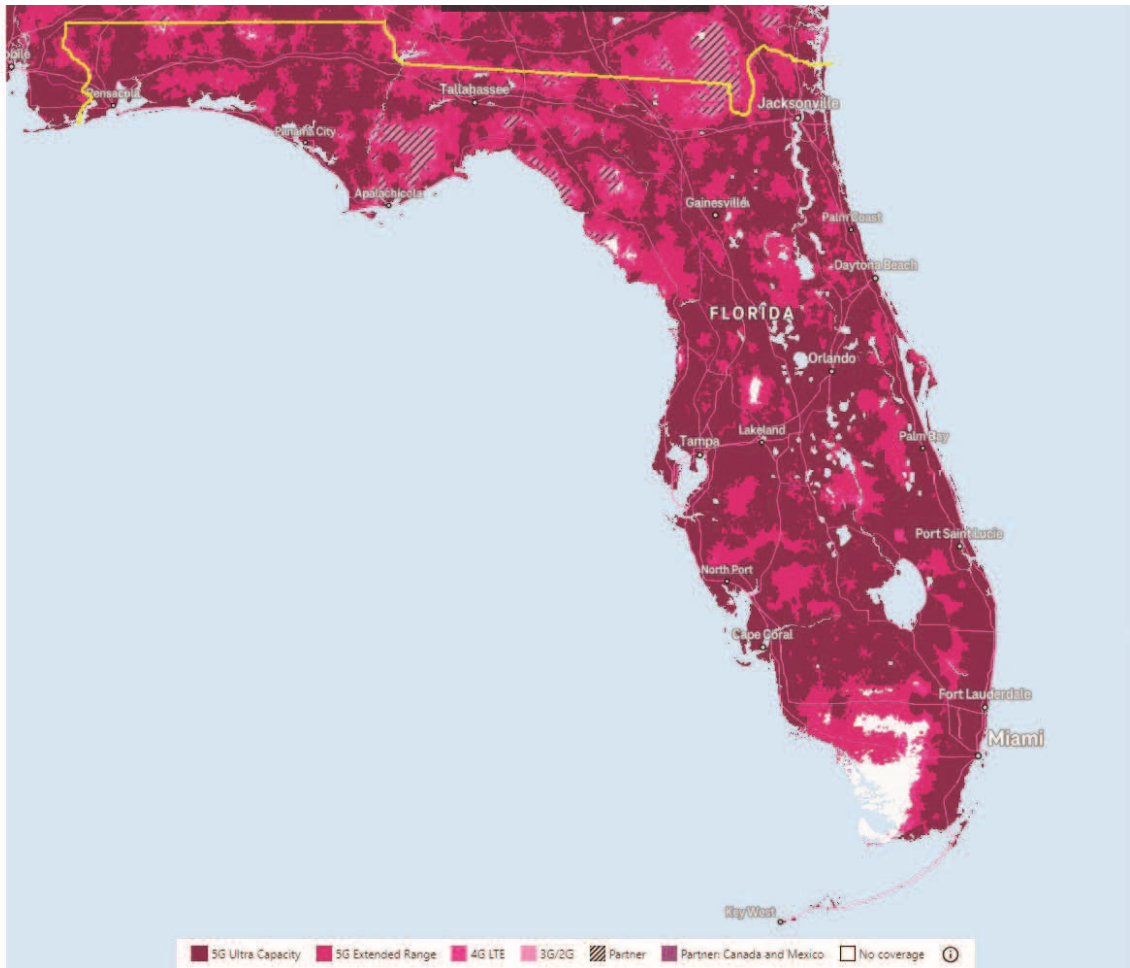 obile
Pensacola
Tallahassee
Jacksonville
Panama City
Apalachicola
Gainesville
Palm Coast
Daytona Beach
FLORIDA
Orlando
Lakeland
Tampa
Palm Bay
Port Saint Lucie
North Port
Cape Coral
Fort Lauderdale
Miami
Key West
5G Ultra Capacity 5G Extended Range 4G LTE 3G/2G Partner Partner: Canada and Mexico No coverage